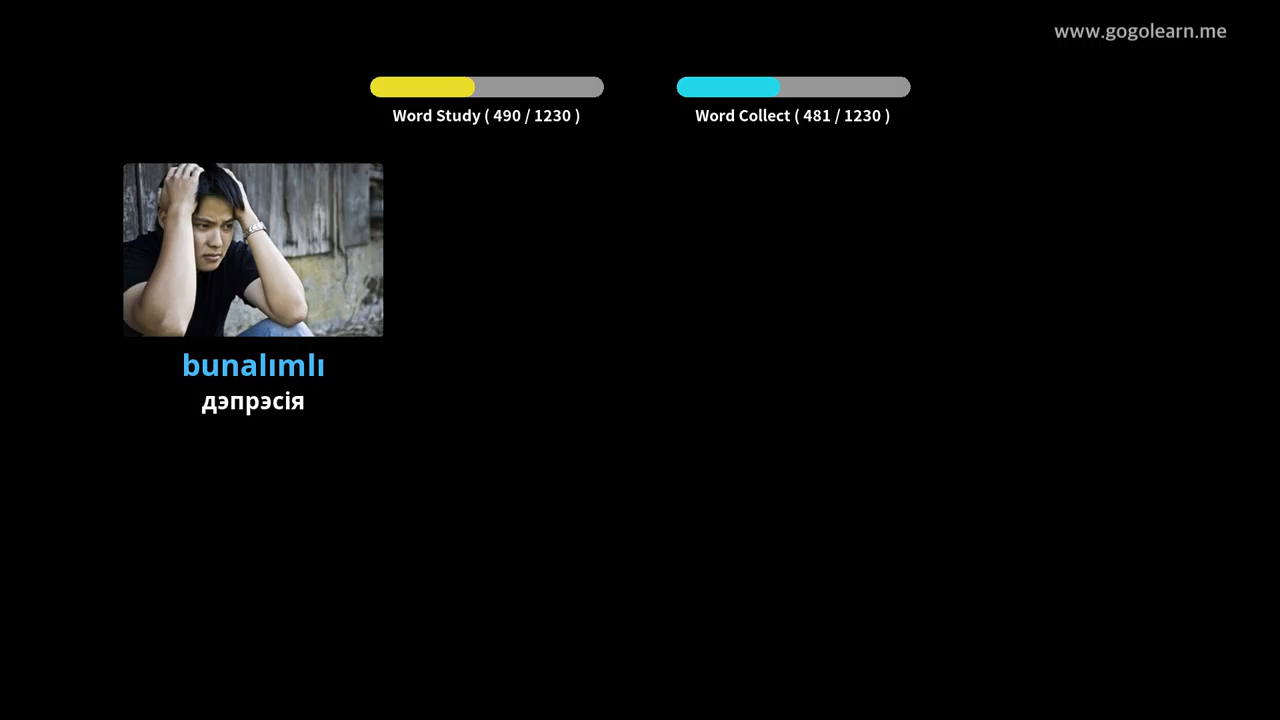 www.gogolearn.me
Word Study ( 490 / 1230 )
Word Collect ( 481 / 1230 )
bunalımlı
дэпрэсія